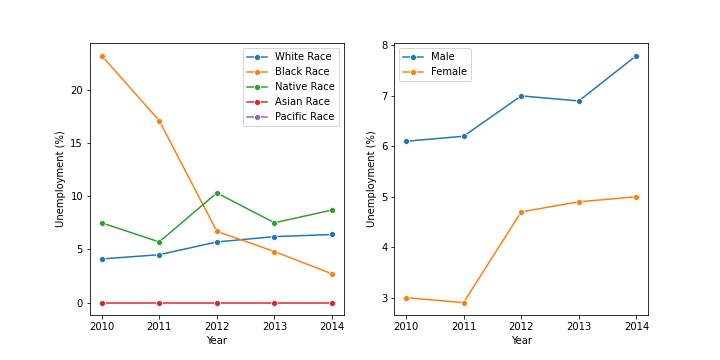 White Race
Black Race
Native Race
Asian Race
Pacific Race
20
15
10
5
0
Unemployment (%)
2010 2011 2012 2013 2014
Year
Male
Female
8
7
6
5
4
3
Unemployment (%)
2010 2011 2012 2013 2014
Year